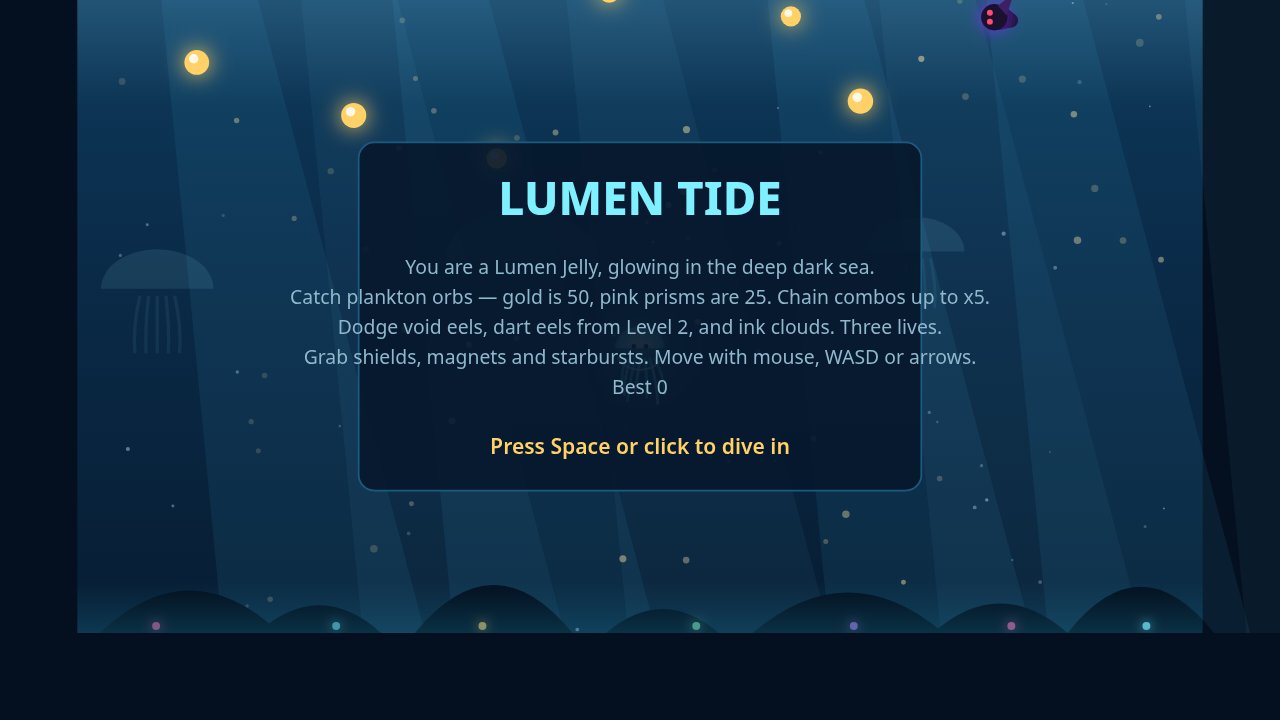 LUMEN TIDE
You are a Lumen Jelly, glowing in the deep dark sea.
Catch plankton orbs — gold is 50, pink prisms are 25. Chain combos up to x5.
Dodge void eels, dart eels from Level 2, and ink clouds. Three lives.
Grab shields, magnets and starbursts. Move with mouse, WASD or arrows.
Best 0
Press Space or click to dive in